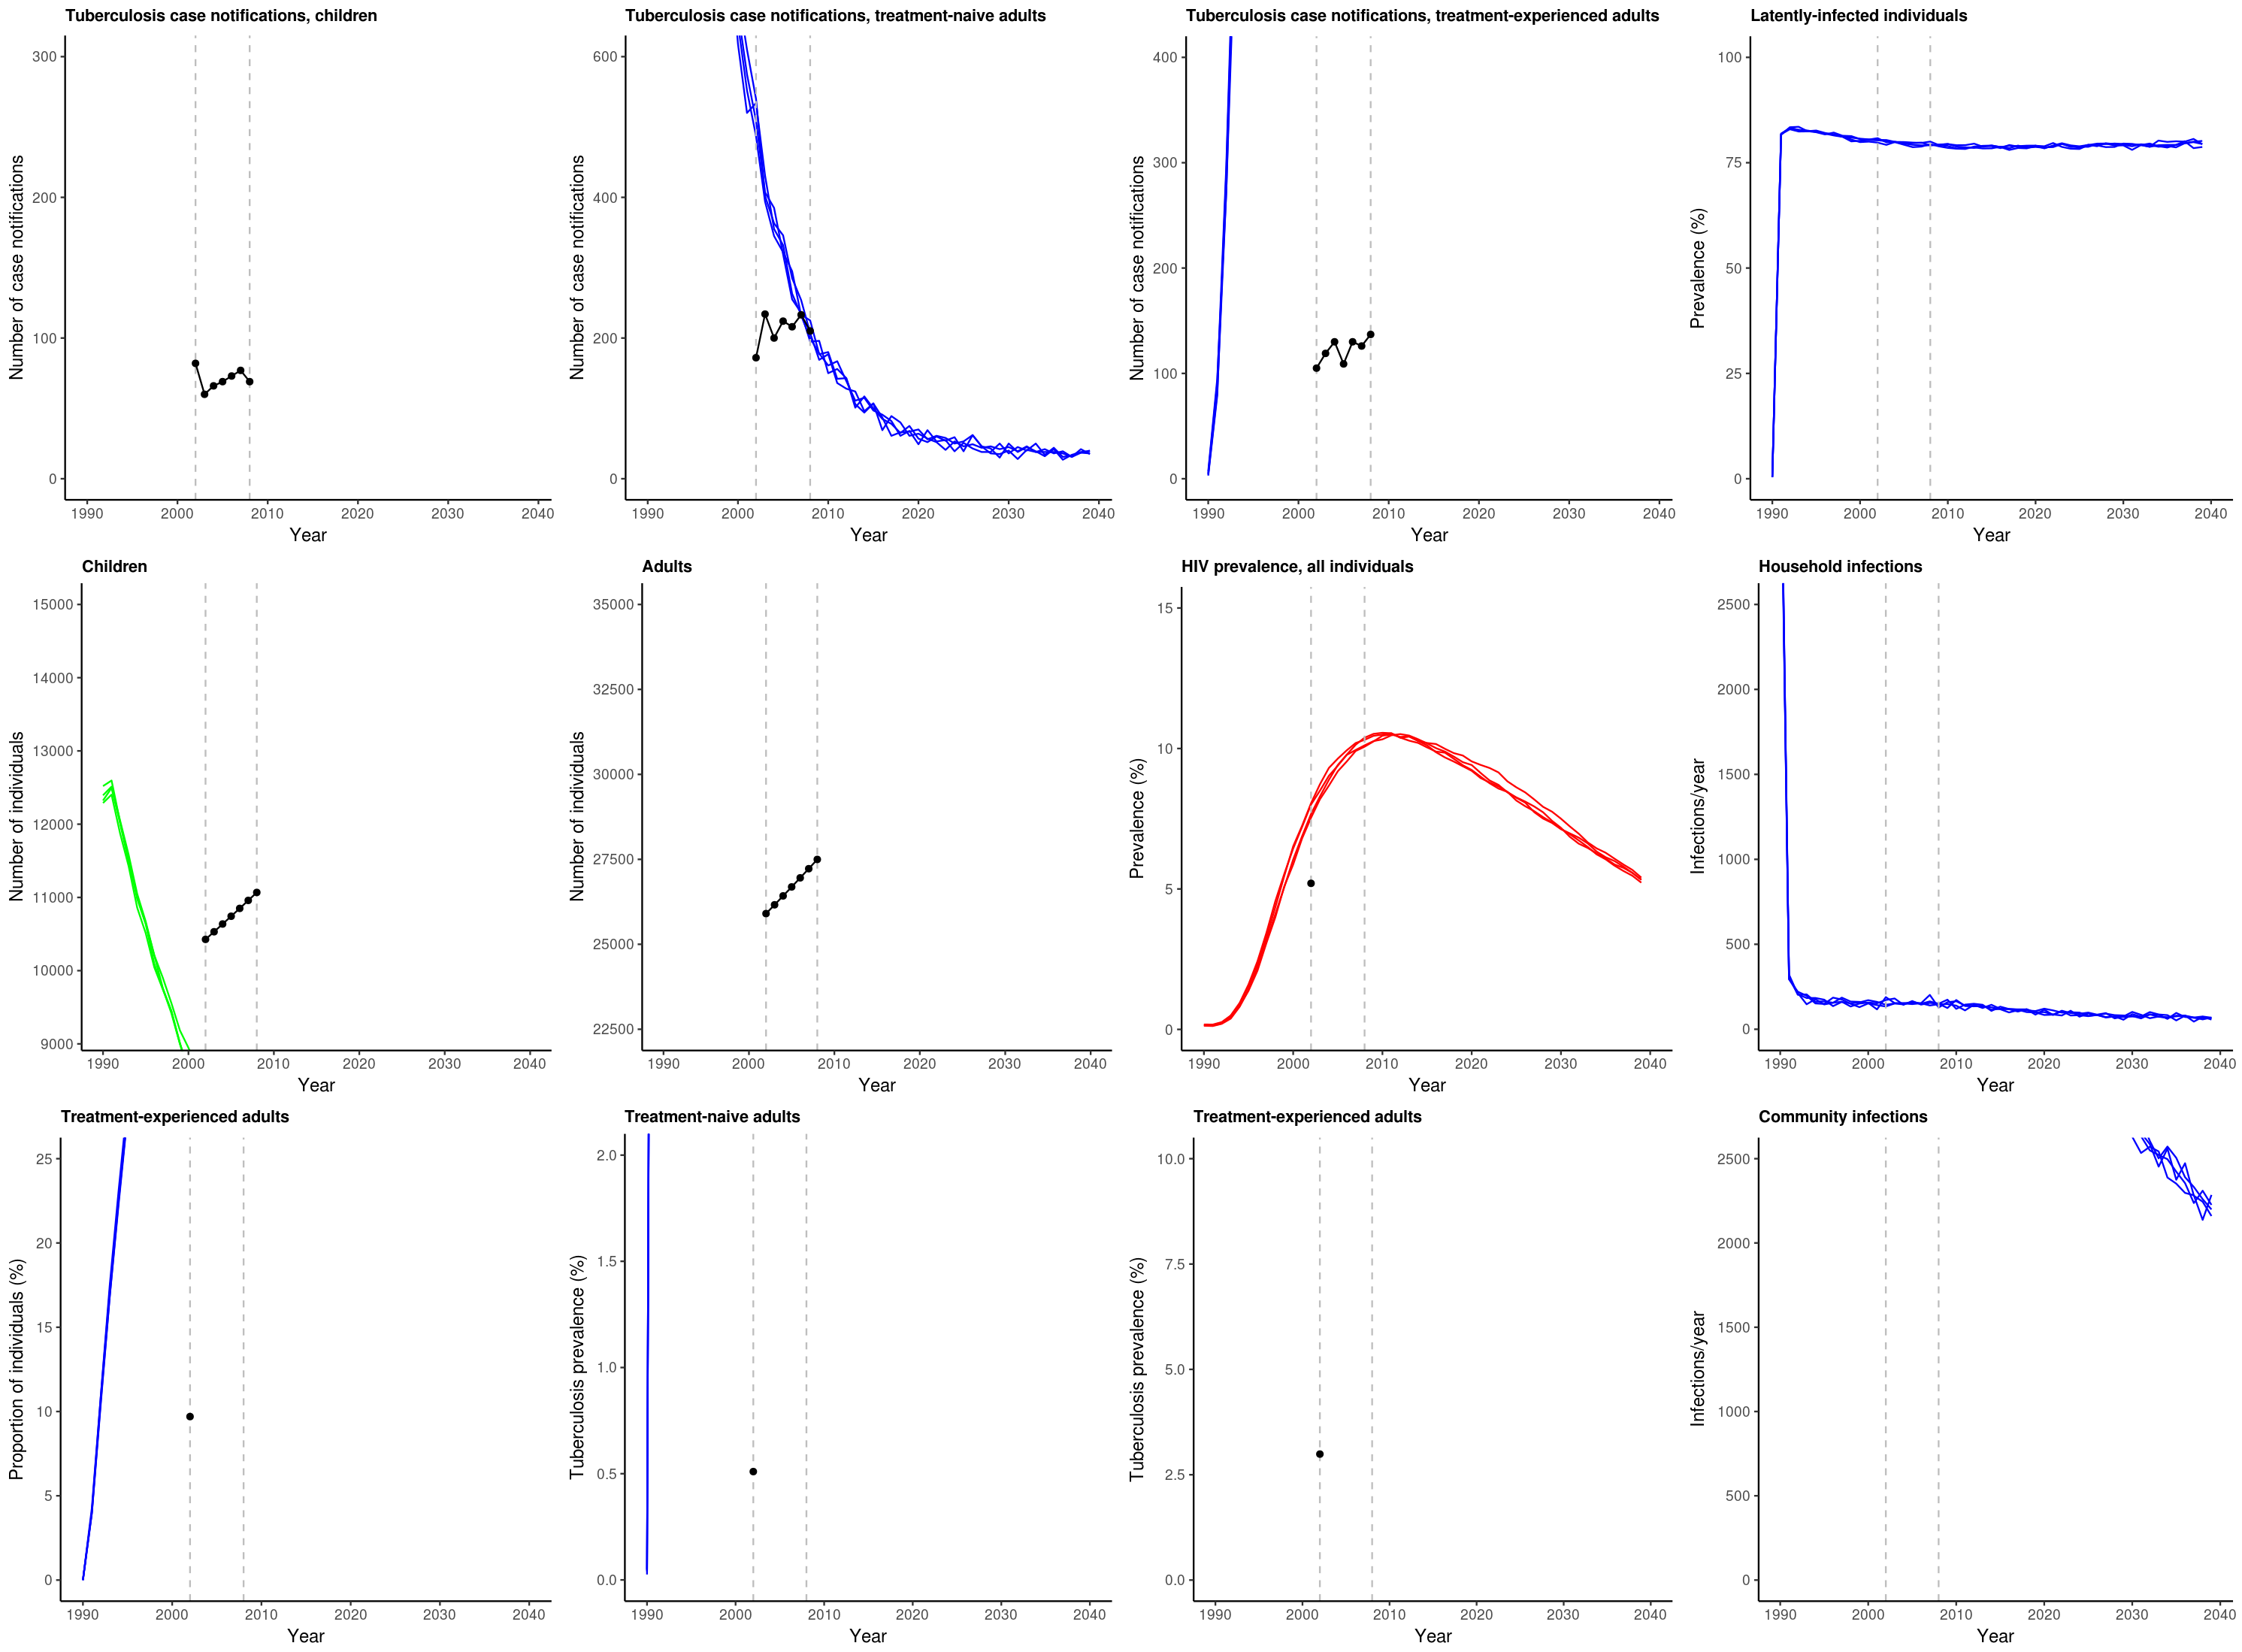 Tuberculosis case notifications, children
Number of case notifications
300
200
100
0
1990 2000 2010 2020 2030 2040
Year
Tuberculosis case notifications, treatment-naive adults
Number of case notifications
600
400
200
0
1990 2000 2010 2020 2030 2040
Year
Tuberculosis case notifications, treatment-experienced adults
Number of case notifications
400
300
200
100
0
1990 2000 2010 2020 2030 2040
Year
Latently-infected individuals
Prevalence (%)
100
75
50
25
0
1990 2000 2010 2020 2030 2040
Year
Children
Number of individuals
15000
14000
13000
12000
11000
10000
9000
1990 2000 2010 2020 2030 2040
Year
Adults
Number of individuals
35000
32500
30000
27500
25000
22500
1990 2000 2010 2020 2030 2040
Year
HIV prevalence, all individuals
Prevalence (%)
15
10
5
0
1990 2000 2010 2020 2030 2040
Year
Household infections
Infections/year
2500
2000
1500
1000
500
0
1990 2000 2010 2020 2030 2040
Year
Treatment-experienced adults
Proportion of individuals (%)
25
20
15
10
5
0
1990 2000 2010 2020 2030 2040
Year
Treatment-naive adults
Tuberculosis prevalence (%)
2.0
1.5
1.0
0.5
0.0
1990 2000 2010 2020 2030 2040
Year
Treatment-experienced adults
Tuberculosis prevalence (%)
10.0
7.5
5.0
2.5
0.0
1990 2000 2010 2020 2030 2040
Year
Community infections
Infections/year
2500
2000
1500
1000
500
0
1990 2000 2010 2020 2030 2040
Year